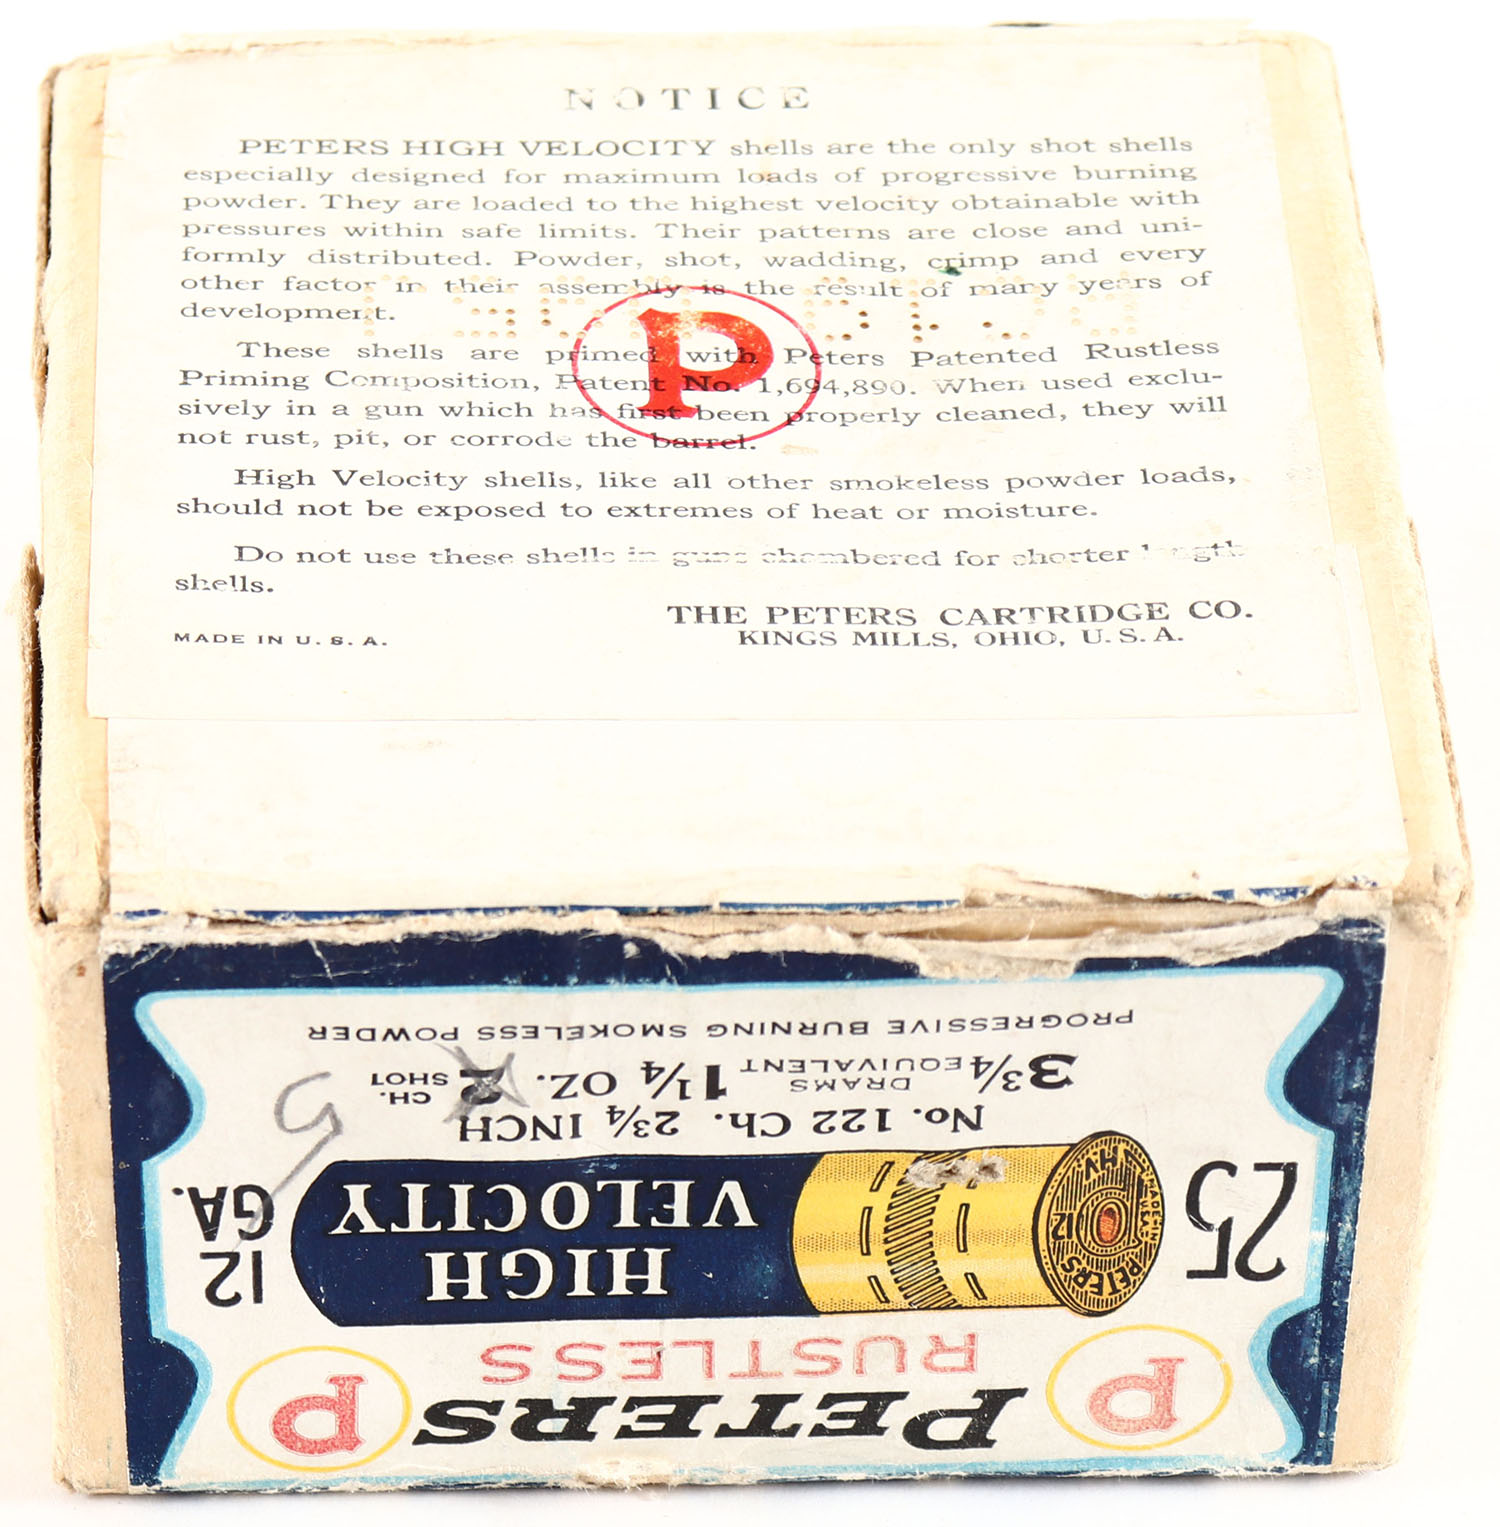 NOTICE
PETERS HIGH VELOCITY shells are the only shot shells
especially designed for maximum loads of progressive burning
powder. They are loaded to the highest velocity obtainable with
pressures within safe limits. Their patterns are close and uni-
formly distributed. Powder, shot, wadding, crimp and every
other factor in their assembly is the result of many years of
development.
P
These shells are primed with Peters Patented Rustless
Priming Composition, Patent No. 1,694,890. When used exclu-
sively in a gun which has first been properly cleaned, they will
not rust, pit, or corrode the barrel.
High Velocity shells, like all other smokeless powder loads,
should not be exposed to extremes of heat or moisture.
Do not use these shells in guns chambered for shorter length
shells.
THE PETERS CARTRIDGE CO.
MADE IN U. S. A.
KINGS MILLS, OHIO, U. S. A.
P PETERS P
RUSTLESS
25
PETERS 12 HV MADE IN U.S.A.
HIGH
VELOCITY
12
GA.
No. 122 Ch. 2¾ INCH
3¾ DRAMS EQUIVALENT 1¼ OZ. 2 CH. SHOT
5
PROGRESSIVE BURNING SMOKELESS POWDER